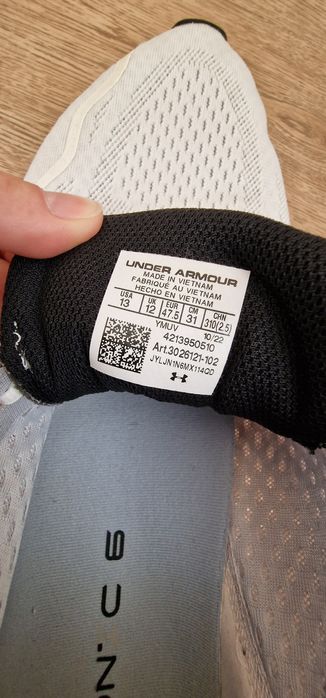 UNDER ARMOUR
MADE IN VIETNAM
FABRIQUÉ AU VIETNAM
HECHO EN VIETNAM
USA UK EUR CM CHN
13 12 47.5 31 310(2.5)
YMUV 10/22
4213950510
Art.3026121-102
JYLJN1N6MX114QD